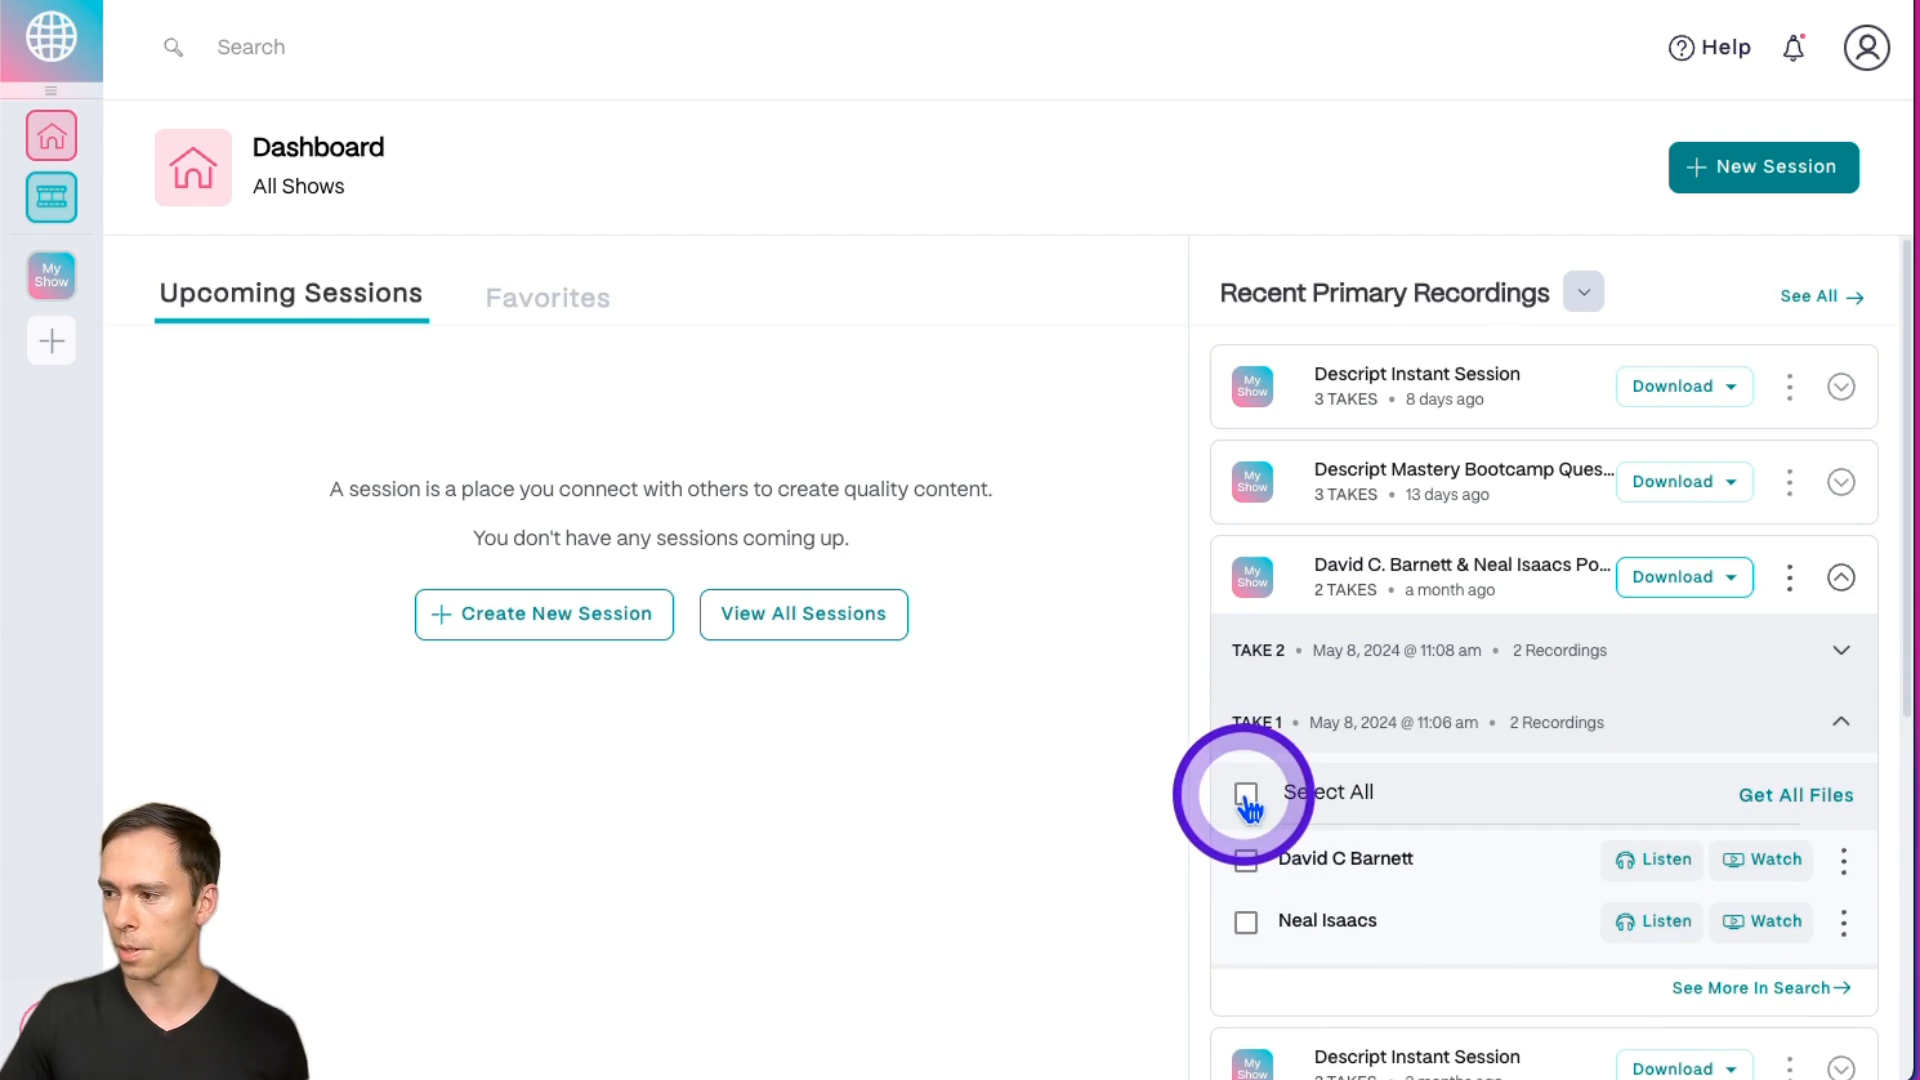 Search
Help
Dashboard
All Shows
New Session
My
Show
Upcoming Sessions
Favorites
A session is a place you connect with others to create quality content.
You don't have any sessions coming up.
Create New Session
View All Sessions
Recent Primary Recordings
See All
My
Show
Descript Instant Session
3 TAKES • 8 days ago
Download
My
Show
Descript Mastery Bootcamp Ques...
3 TAKES • 13 days ago
Download
My
Show
David C. Barnett & Neal Isaacs Po...
2 TAKES • a month ago
Download
TAKE 2 • May 8, 2024 @ 11:08 am • 2 Recordings
TAKE 1 • May 8, 2024 @ 11:06 am • 2 Recordings
Select All
Get All Files
David C Barnett
Listen
Watch
Neal Isaacs
Listen
Watch
See More In Search
My
Show
Descript Instant Session
Download